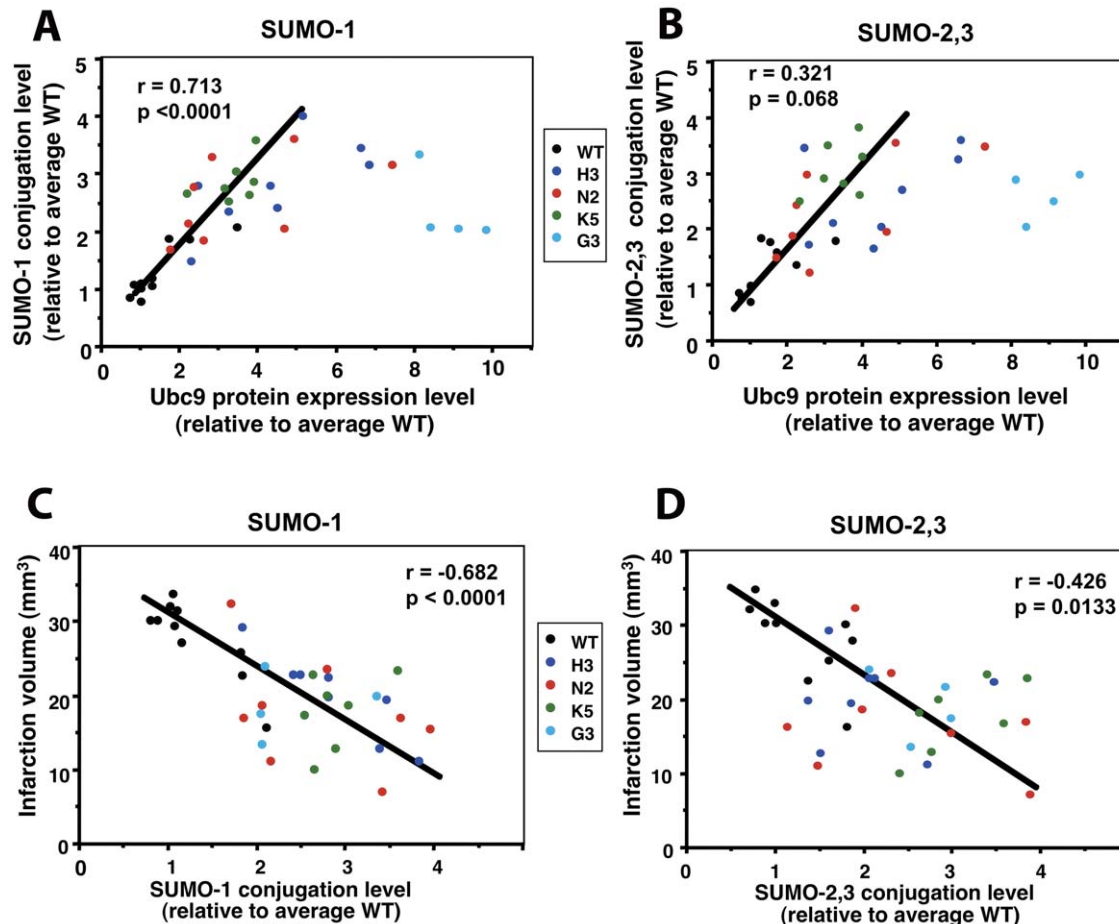 A
SUMO-1
SUMO-1 conjugation level
(relative to average WT)
5
4
3
2
1
0
r = 0.713
p <0.0001
0
2
4
6
8
10
Ubc9 protein expression level
(relative to average WT)
WT
H3
N2
K5
G3
B
SUMO-2,3
SUMO-2,3 conjugation level
(relative to average WT)
5
4
3
2
1
0
r = 0.321
p = 0.068
0
2
4
6
8
10
Ubc9 protein expression level
(relative to average WT)
C
SUMO-1
Infarction volume (mm³)
40
30
20
10
0
r = -0.682
p < 0.0001
0
1
2
3
4
SUMO-1 conjugation level
(relative to average WT)
WT
H3
N2
K5
G3
D
SUMO-2,3
Infarction volume (mm³)
40
30
20
10
0
r = -0.426
p = 0.0133
0
1
2
3
4
SUMO-2,3 conjugation level
(relative to average WT)